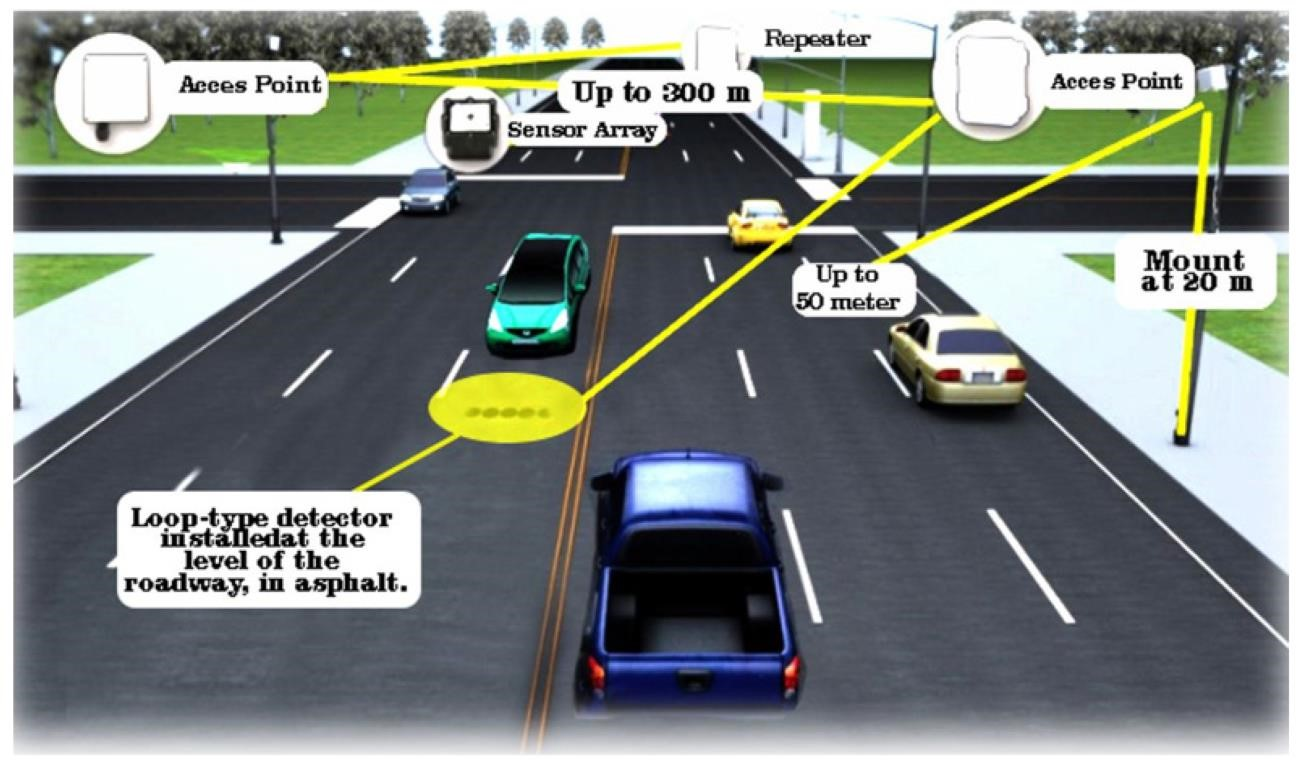 Repeater
Acces Point
Acces Point
Up to 300 m
Sensor Array
Up to
50 meter
Mount
at 20 m
Loop-type detector
installedat the
level of the
roadway, in asphalt.